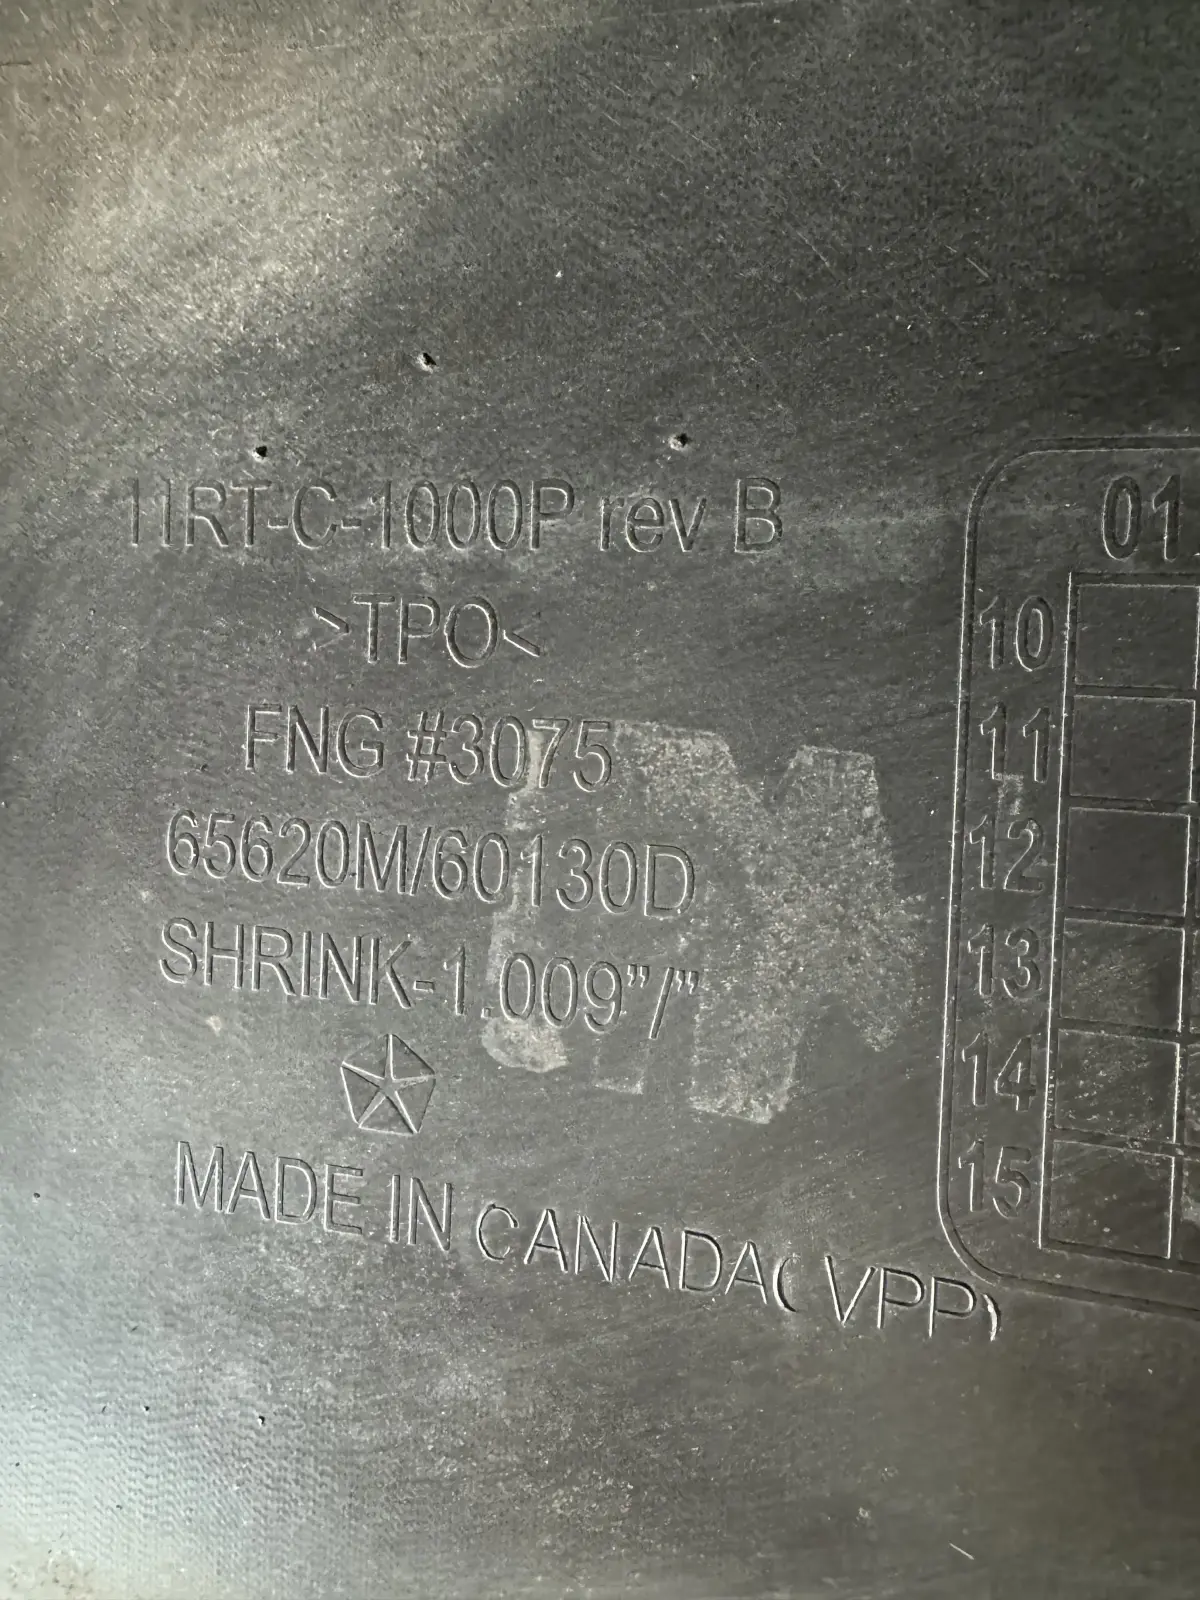 11RT-C-1000P rev B
>TPO<
FNG #3075
65620M/60130D
SHRINK-1.009”/”
MADE IN CANADA( VPP)
01
10
11
12
13
14
15